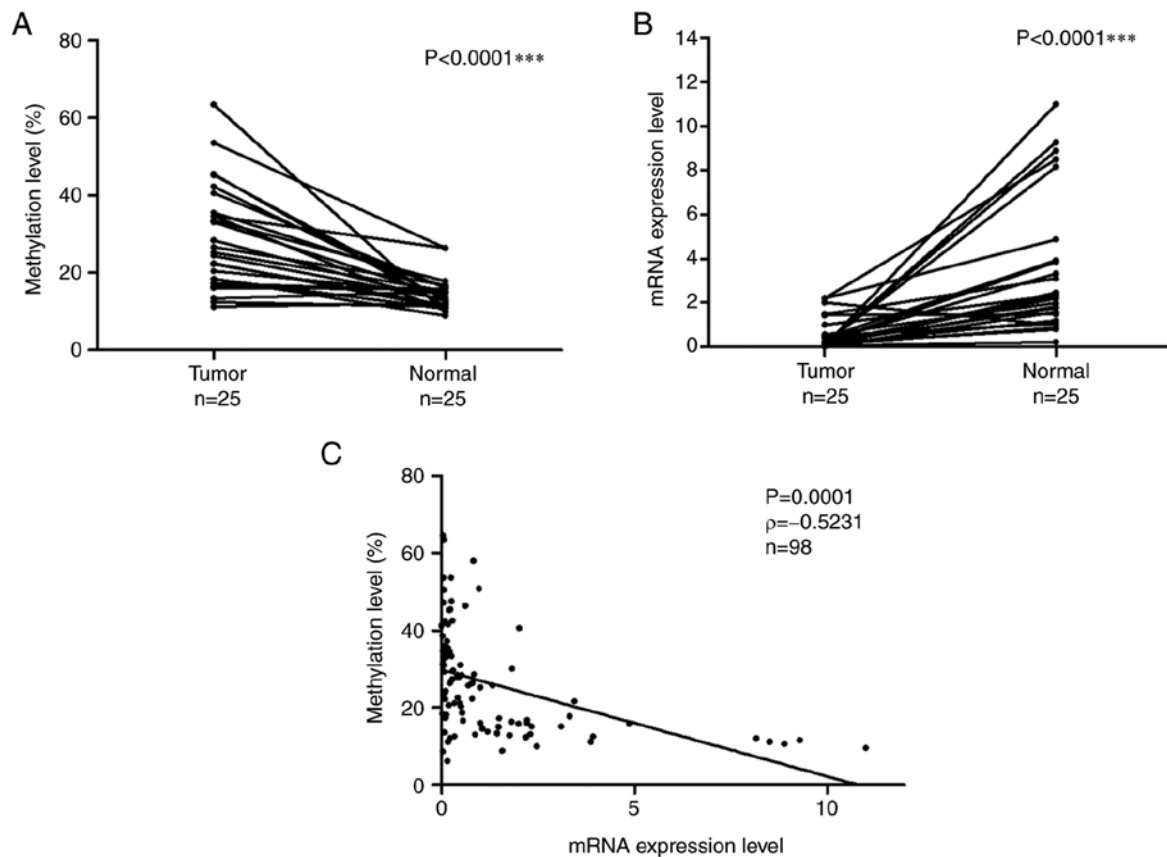 A
Methylation level (%)
80
60
40
20
0
P<0.0001***
Tumor
n=25
Normal
n=25
B
mRNA expression level
14
12
10
8
6
4
2
0
P<0.0001***
Tumor
n=25
Normal
n=25
C
Methylation level (%)
80
60
40
20
0
P=0.0001
ρ=−0.5231
n=98
0
5
10
mRNA expression level